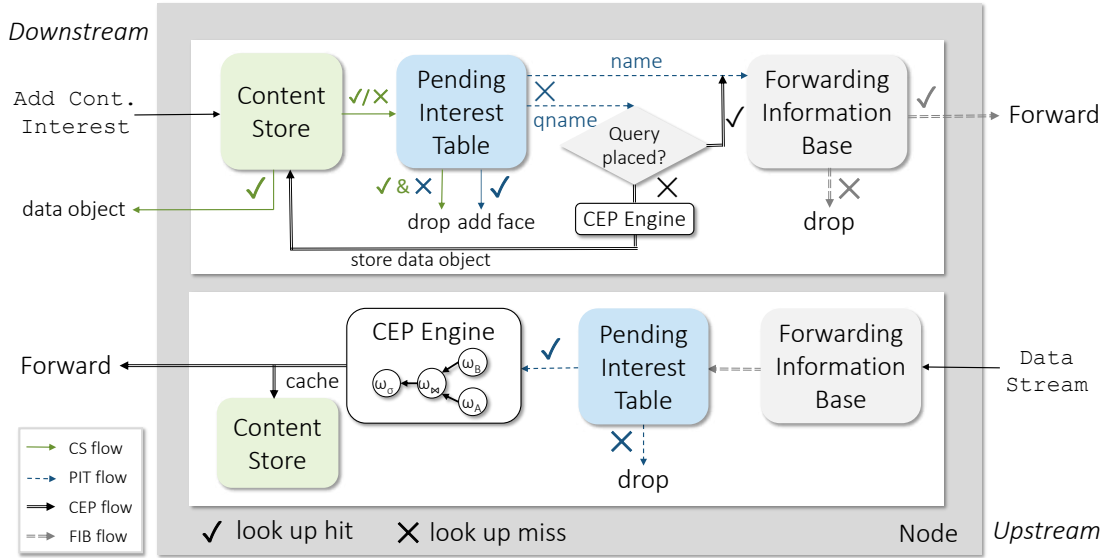 Downstream
Add Cont.
Interest
Content
Store
Pending
Interest
Table
name
qname
Query
placed?
Forwarding
Information
Base
Forward
data object
&
drop
add face
CEP Engine
drop
store data object
Forward
CEP Engine
ω_σ
ω_⋈
ω_B
ω_A
cache
Content
Store
Pending
Interest
Table
drop
Forwarding
Information
Base
Data
Stream
CS flow
PIT flow
CEP flow
FIB flow
look up hit
look up miss
Node
Upstream